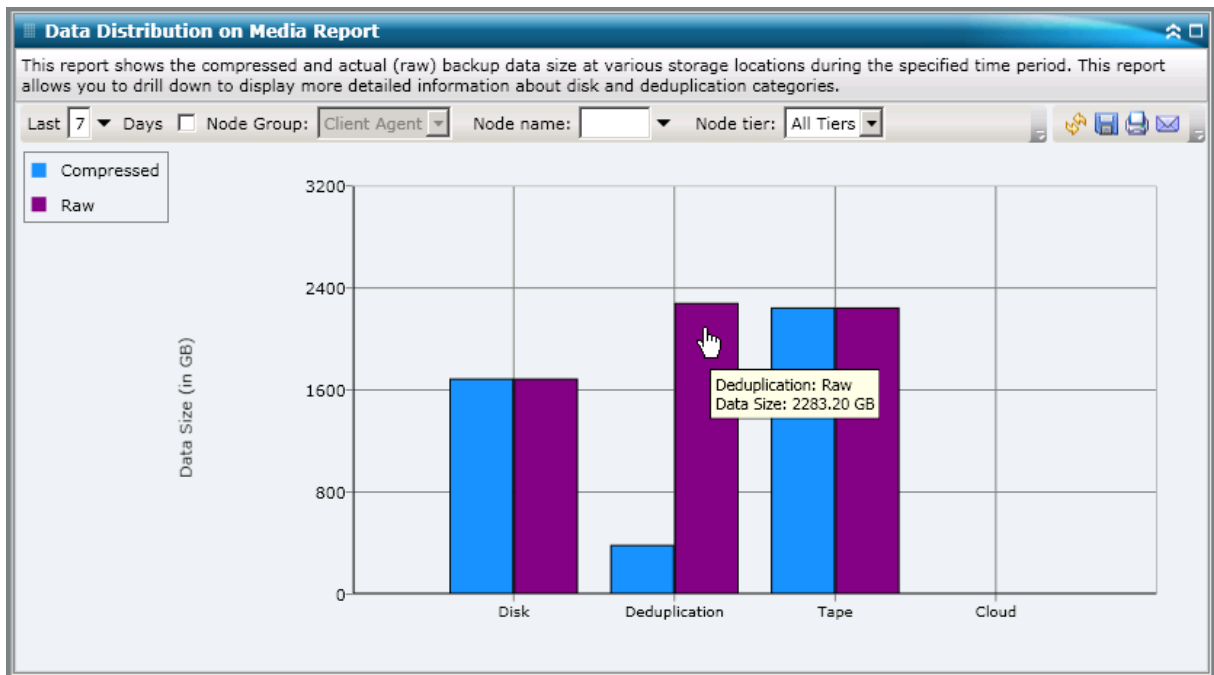 Data Distribution on Media Report
This report shows the compressed and actual (raw) backup data size at various storage locations during the specified time period. This report
allows you to drill down to display more detailed information about disk and deduplication categories.
Last 7 Days Node Group: Client Agent Node name: Node tier: All Tiers
Compressed
Raw
3200
2400
1600
800
0
Data Size (in GB)
Deduplication: Raw
Data Size: 2283.20 GB
Disk Deduplication Tape Cloud